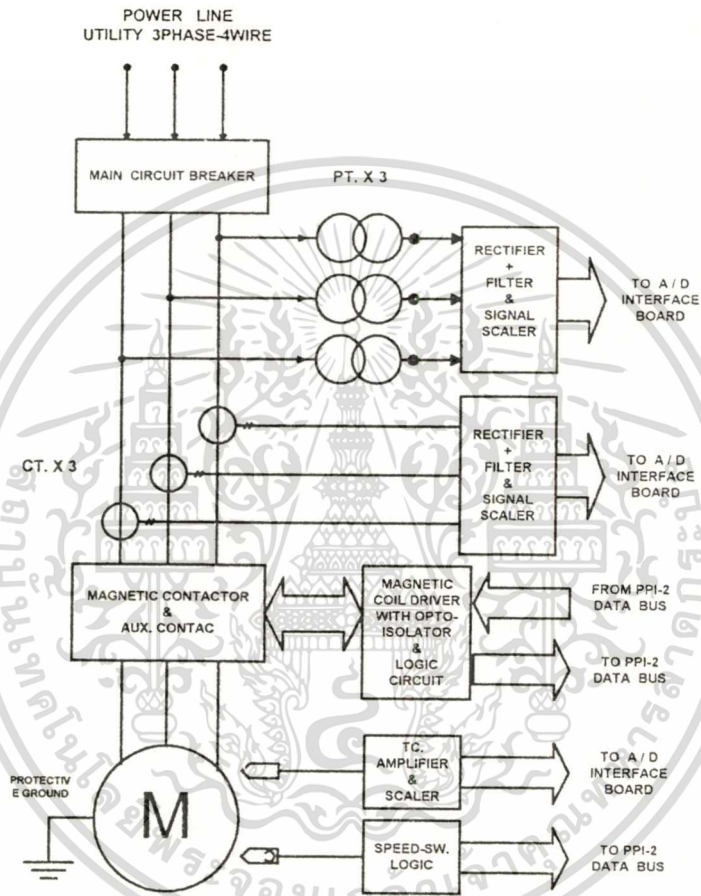 POWER LINE
UTILITY 3PHASE-4WIRE
MAIN CIRCUIT BREAKER
PT. X 3
RECTIFIER
+
FILTER
&
SIGNAL
SCALER
TO A / D
INTERFACE
BOARD
CT. X 3
RECTIFIER
+
FILTER
&
SIGNAL
SCALER
TO A / D
INTERFACE
BOARD
MAGNETIC CONTACTOR
&
AUX. CONTAC
MAGNETIC
COIL DRIVER
WITH OPTO-
ISOLATOR
&
LOGIC
CIRCUIT
FROM PPI-2
DATA BUS
TO PPI-2
DATA BUS
PROTECTIV
E GROUND
M
TC.
AMPLIFIER
&
SCALER
TO A / D
INTERFACE
BOARD
SPEED-SW.
LOGIC
TO PPI-2
DATA BUS